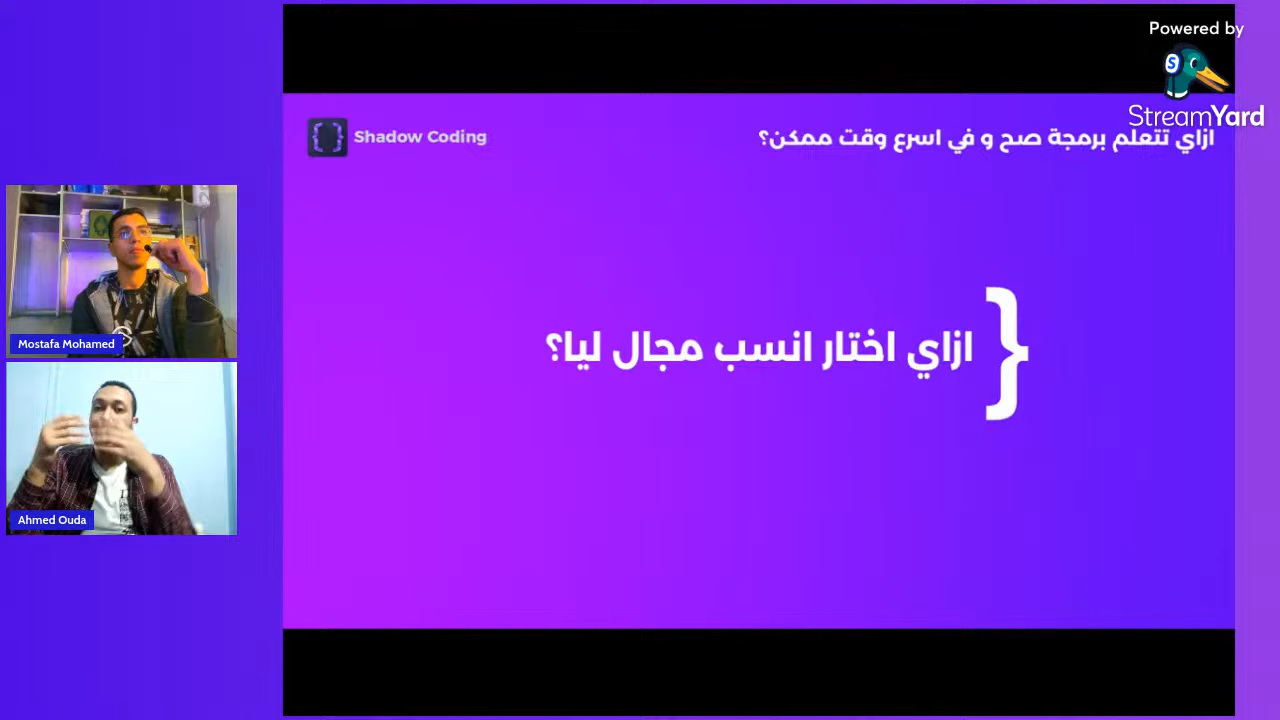 Powered by
StreamYard
Shadow Coding
ازاي تتعلم برمجة صح و في اسرع وقت ممكن؟
ازاي اختار انسب مجال ليا؟
Mostafa Mohamed
Ahmed Ouda